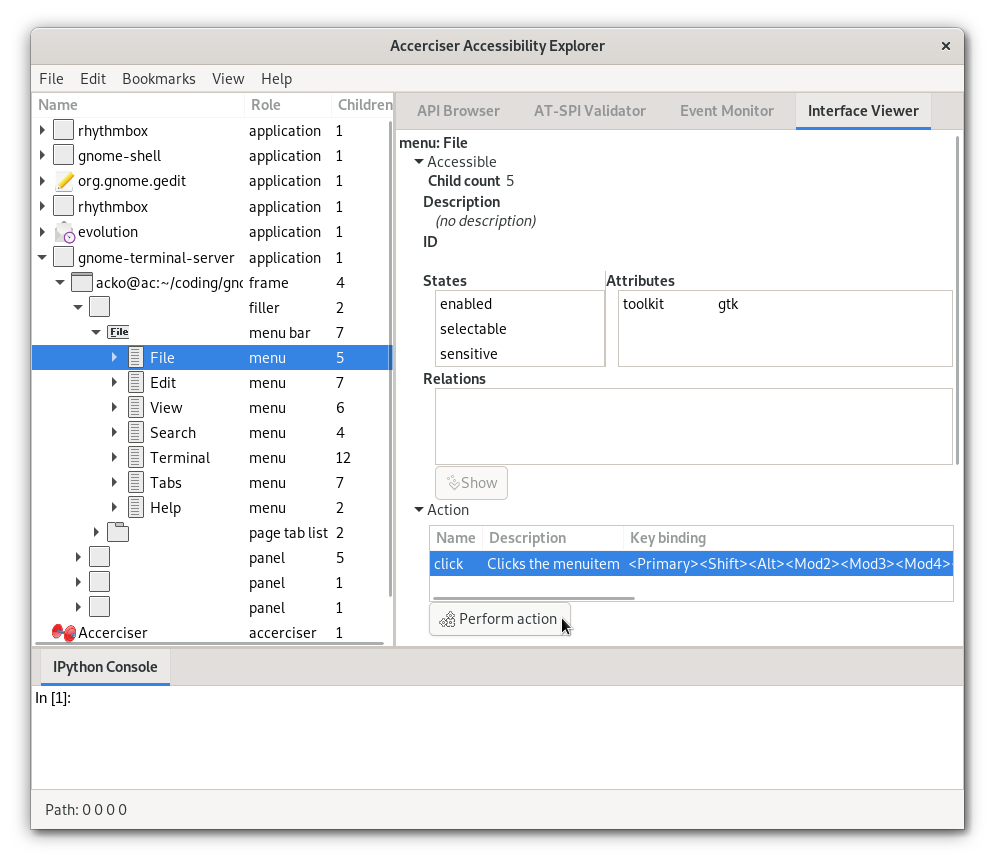 Accerciser Accessibility Explorer
File Edit Bookmarks View Help
Name Role Children
rhythmbox application 1
gnome-shell application 1
org.gnome.gedit application 1
rhythmbox application 1
evolution application 1
gnome-terminal-server application 1
acko@ac:~/coding/gno frame 4
filler 2
File menu bar 7
File menu 5
Edit menu 7
View menu 6
Search menu 4
Terminal menu 12
Tabs menu 7
Help menu 2
page tab list 2
panel 5
panel 1
panel 1
Accerciser accerciser 1
API Browser AT-SPI Validator Event Monitor Interface Viewer
menu: File
Accessible
Child count 5
Description
(no description)
ID
States Attributes
enabled toolkit gtk
selectable
sensitive
Relations
Show
Action
Name Description Key binding
click Clicks the menuitem <Primary><Shift><Alt><Mod2><Mod3><Mod4>
Perform action
IPython Console
In [1]:
Path: 0 0 0 0